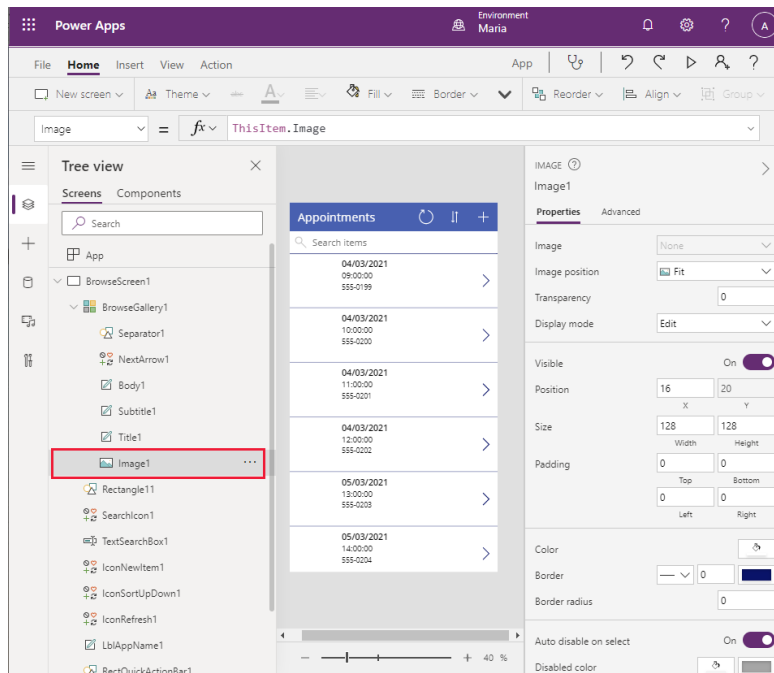 Environment
Power Apps
Maria
A
File Home Insert View Action
App
New screen
Theme
abc
A
Fill
Border
Reorder
Align
Group
Image
=
fx
ThisItem.Image
Tree view
Screens Components
Search
App
BrowseScreen1
BrowseGallery1
Separator1
NextArrow1
Body1
Subtitle1
Title1
Image1
...
Rectangle11
SearchIcon1
TextSearchBox1
IconNewItem1
IconSortUpDown1
IconRefresh1
LblAppName1
RectQuickActionBar1
Appointments
Search items
04/03/2021
09:00:00
555-0199
04/03/2021
10:00:00
555-0200
04/03/2021
11:00:00
555-0201
04/03/2021
12:00:00
555-0202
05/03/2021
13:00:00
555-0203
05/03/2021
14:00:00
555-0204
40 %
IMAGE
Image1
Properties Advanced
Image None
Image position Fit
Transparency 0
Display mode Edit
Visible On
Position 16 20
X Y
Size 128 128
Width Height
Padding 0 0
Top Bottom
0 0
Left Right
Color
Border 0
Border radius 0
Auto disable on select On
Disabled color